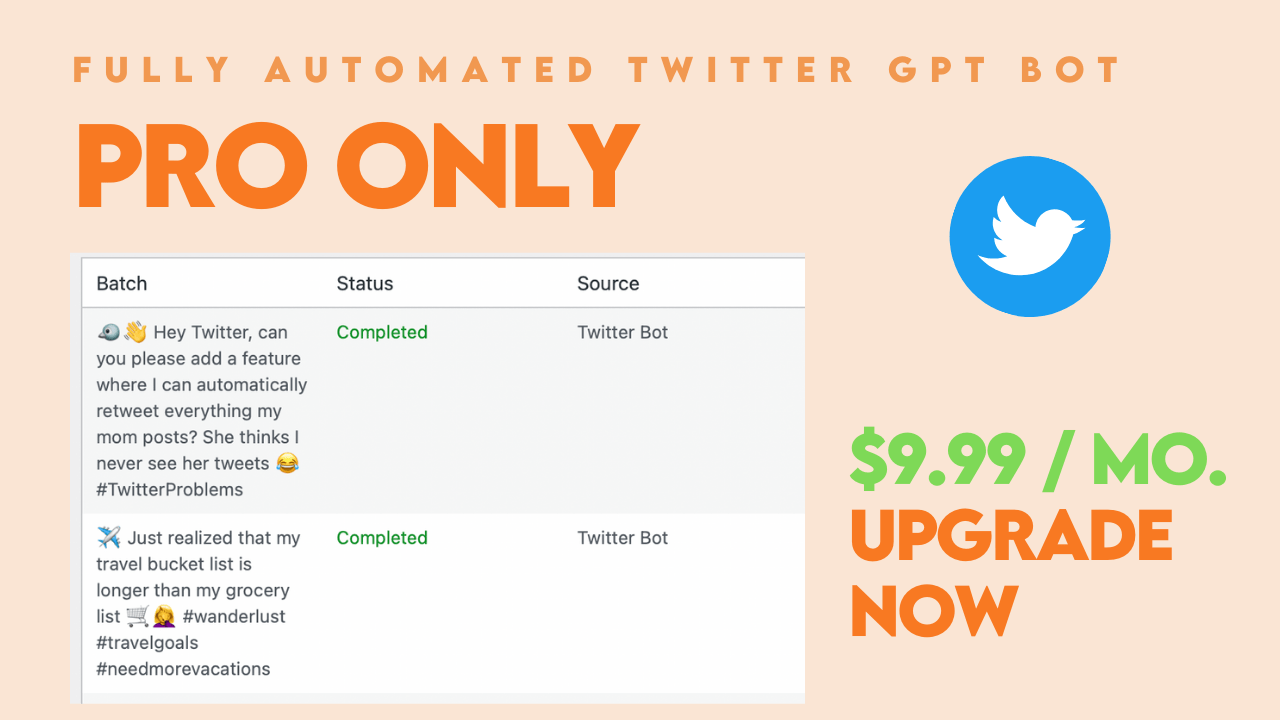 FULLY AUTOMATED TWITTER GPT BOT
PRO ONLY
Batch Status Source
🐦👋 Hey Twitter, can Completed Twitter Bot
you please add a feature
where I can automatically
retweet everything my
mom posts? She thinks I
never see her tweets 😂
#TwitterProblems
✈️ Just realized that my Completed Twitter Bot
travel bucket list is
longer than my grocery
list 🛒🤦‍♀️ #wanderlust
#travelgoals
#needmorevacations
$9.99 / MO.
UPGRADE
NOW